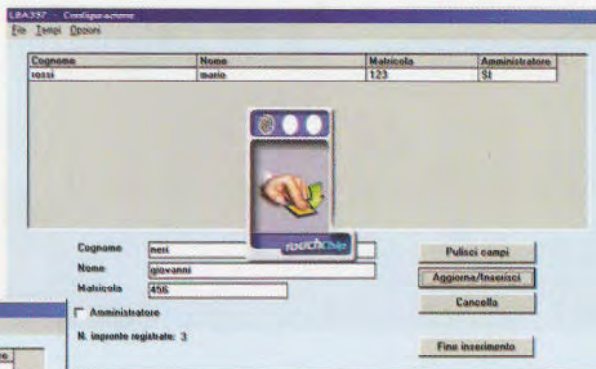 LBA397 - Configurazione
File Tempi Opzioni
Cognome Nome Matricola Amministratore
rossi mario 123 SI
touchchip
Cognome neri
Nome giovanni
Matricola 456
Amministratore
N. impronte registrate: 3
Pulisci campi
Aggiorna/Inserisci
Cancella
Fine inserimento